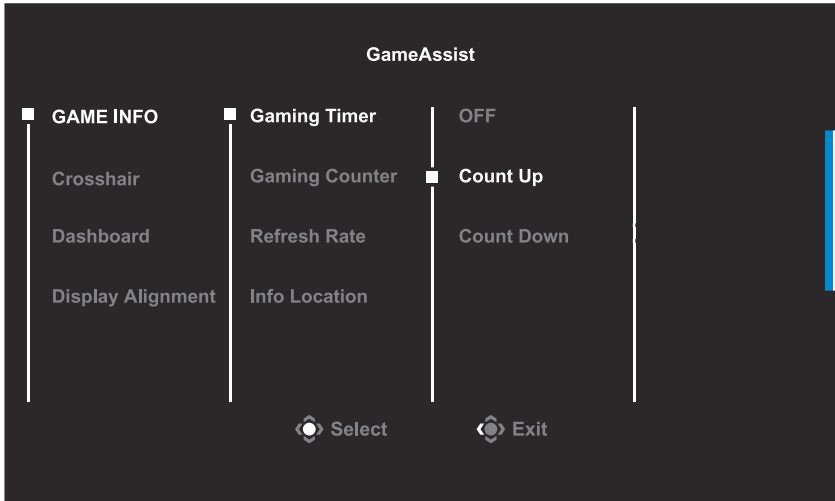 GameAssist
GAME INFO
Gaming Timer
OFF
Crosshair
Gaming Counter
Count Up
Dashboard
Refresh Rate
Count Down
Display Alignment
Info Location
Select
Exit